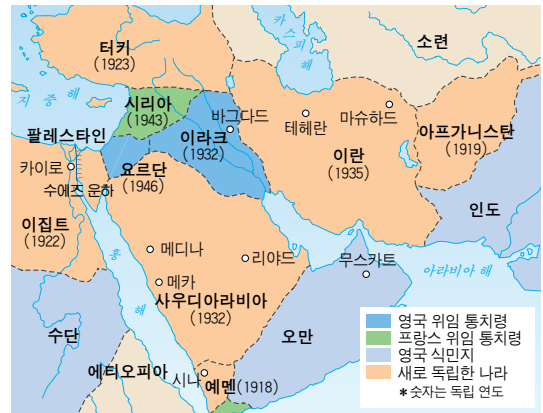 터키
(1923)
카스피해
소련
지중해
시리아
(1943)
바그다드
테헤란
마슈하드
팔레스타인
이라크
(1932)
아프가니스탄
(1919)
이란
(1935)
카이로
요르단
(1946)
수에즈 운하
인도
이집트
(1922)
메디나
리야드
무스카트
아라비아 해
홍해
메카
사우디아라비아
(1932)
오만
수단
에티오피아
시나
예멘(1918)
영국 위임 통치령
프랑스 위임 통치령
영국 식민지
새로 독립한 나라
*숫자는 독립 연도